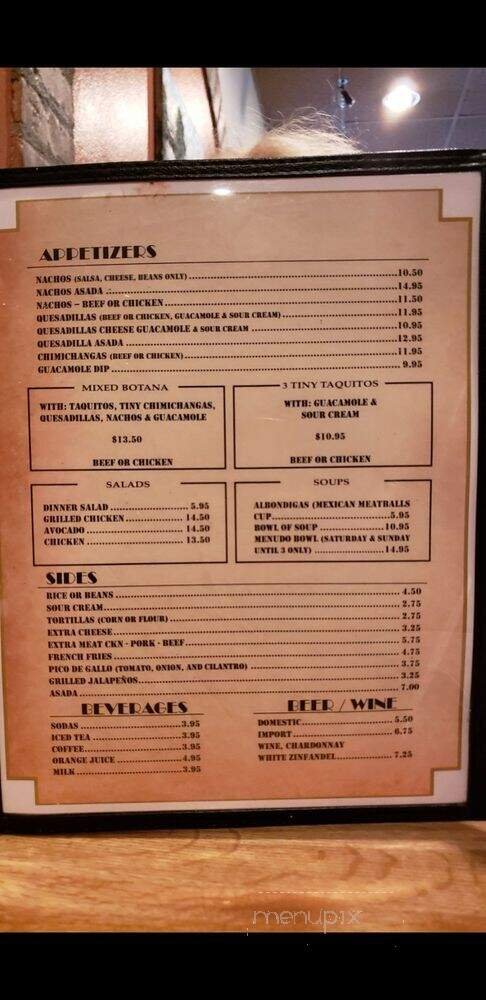 APPETIZERS
NACHOS (SALSA, CHEESE, BEANS ONLY) 10.50
NACHOS ASADA 14.95
NACHOS – BEEF OR CHICKEN 11.50
QUESADILLAS (BEEF OR CHICKEN, GUACAMOLE & SOUR CREAM) 11.95
QUESADILLAS CHEESE GUACAMOLE & SOUR CREAM 10.95
QUESADILLA ASADA 12.95
CHIMICHANGAS (BEEF OR CHICKEN) 11.95
GUACAMOLE DIP 9.95
MIXED BOTANA
WITH: TAQUITOS, TINY CHIMICHANGAS,
QUESADILLAS, NACHOS & GUACAMOLE
$13.50
BEEF OR CHICKEN
3 TINY TAQUITOS
WITH: GUACAMOLE &
SOUR CREAM
$10.95
BEEF OR CHICKEN
SALADS
DINNER SALAD 5.95
GRILLED CHICKEN 14.50
AVOCADO 14.50
CHICKEN 13.50
SOUPS
ALBONDIGAS (MEXICAN MEATBALLS
CUP 5.95
BOWL OF SOUP 10.95
MENUDO BOWL (SATURDAY & SUNDAY
UNTIL 3 ONLY) 14.95
SIDES
RICE OR BEANS 4.50
SOUR CREAM 2.75
TORTILLAS (CORN OR FLOUR) 2.75
EXTRA CHEESE 3.25
EXTRA MEAT CKN - PORK - BEEF 5.75
FRENCH FRIES 4.75
PICO DE GALLO (TOMATO, ONION, AND CILANTRO) 3.75
GRILLED JALAPEÑOS 3.25
ASADA 7.00
BEVERAGES
SODAS 3.95
ICED TEA 3.95
COFFEE 3.95
ORANGE JUICE 4.95
MILK 3.95
BEER / WINE
DOMESTIC 5.50
IMPORT 6.75
WINE, CHARDONNAY
WHITE ZINFANDEL 7.25
menupix